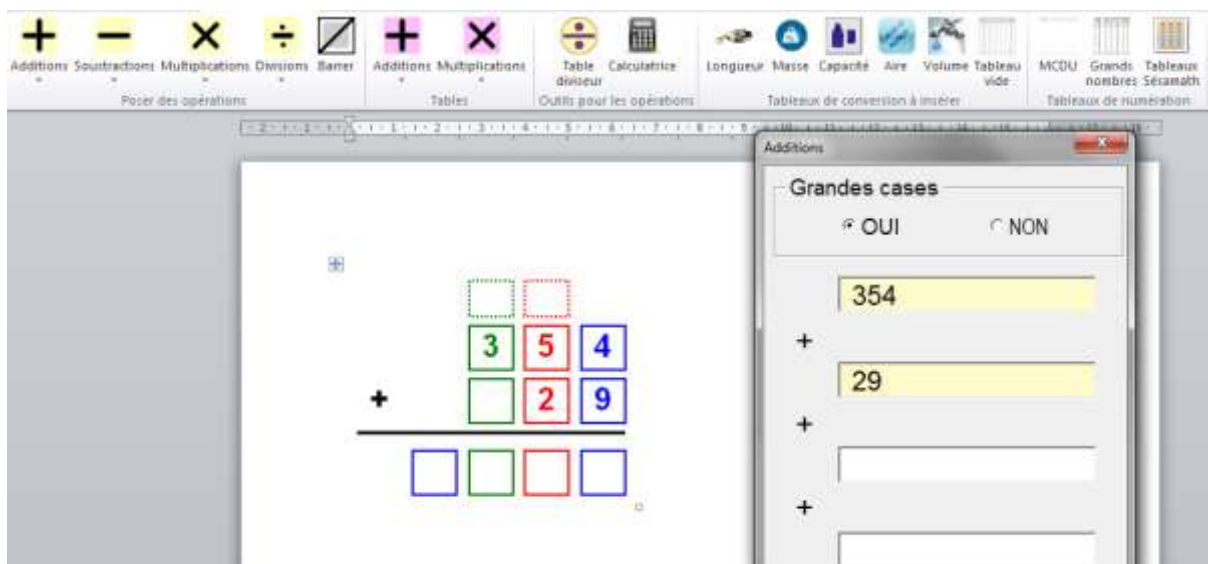 Additions Soustractions Multiplications Divisions Barrer Additions Multiplications Table diviseur Calculatrice Longueur Masse Capacité Aire Volume Tableau vide MCDU Grands nombres Tableaux Sésamath
Poser des opérations Tables Outils pour les opérations Tableaux de conversion à insérer Tableaux de numération
Additions
Grandes cases
OUI NON
354
+
29
+
+
3 5 4
+ 2 9